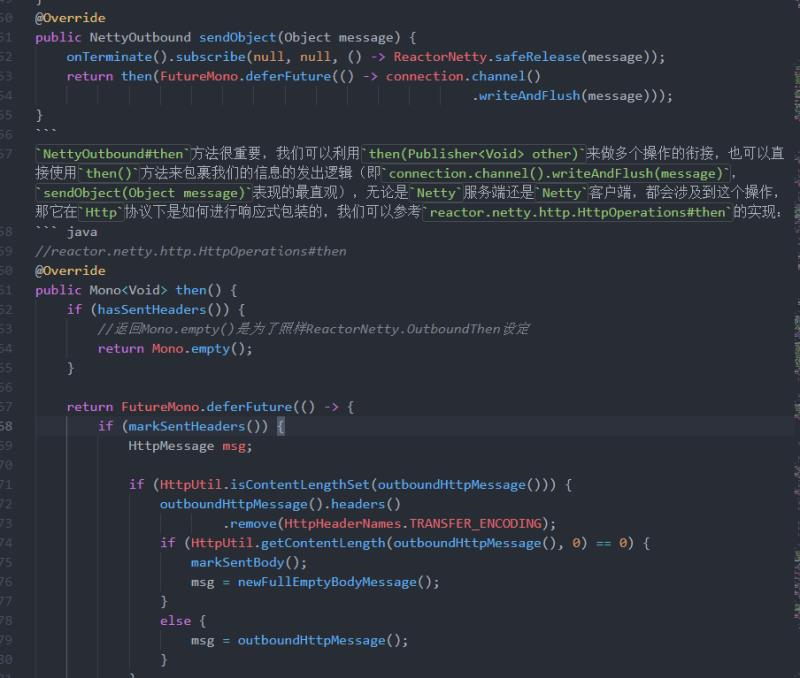 50 @Override
51 public NettyOutbound sendObject(Object message) {
52 onTerminate().subscribe(null, null, () -> ReactorNetty.safeRelease(message));
53 return then(FutureMono.deferFuture(() -> connection.channel()
54 .writeAndFlush(message)));
55 }
56 ```
57 `NettyOutbound#then`方法很重要，我们可以利用`then(Publisher<Void> other)`来做多个操作的衔接，也可以直
接使用`then()`方法来包裹我们的信息的发出逻辑（即`connection.channel().writeAndFlush(message)`，
`sendObject(Object message)`表现的最直观），无论是`Netty`服务端还是`Netty`客户端，都会涉及到这个操作，
那它在`Http`协议下是如何进行响应式包装的，我们可以参考`reactor.netty.http.HttpOperations#then`的实现：
58 ``` java
59 //reactor.netty.http.HttpOperations#then
60 @Override
61 public Mono<Void> then() {
62 if (hasSentHeaders()) {
63 //返回Mono.empty()是为了照样ReactorNetty.OutboundThen设定
64 return Mono.empty();
65 }
66
67 return FutureMono.deferFuture(() -> {
68 if (markSentHeaders()) {
69 HttpMessage msg;
70
71 if (HttpUtil.isContentLengthSet(outboundHttpMessage())) {
72 outboundHttpMessage().headers()
73 .remove(HttpHeaderNames.TRANSFER_ENCODING);
74 if (HttpUtil.getContentLength(outboundHttpMessage(), 0) == 0) {
75 markSentBody();
76 msg = newFullEmptyBodyMessage();
77 }
78 else {
79 msg = outboundHttpMessage();
80 }